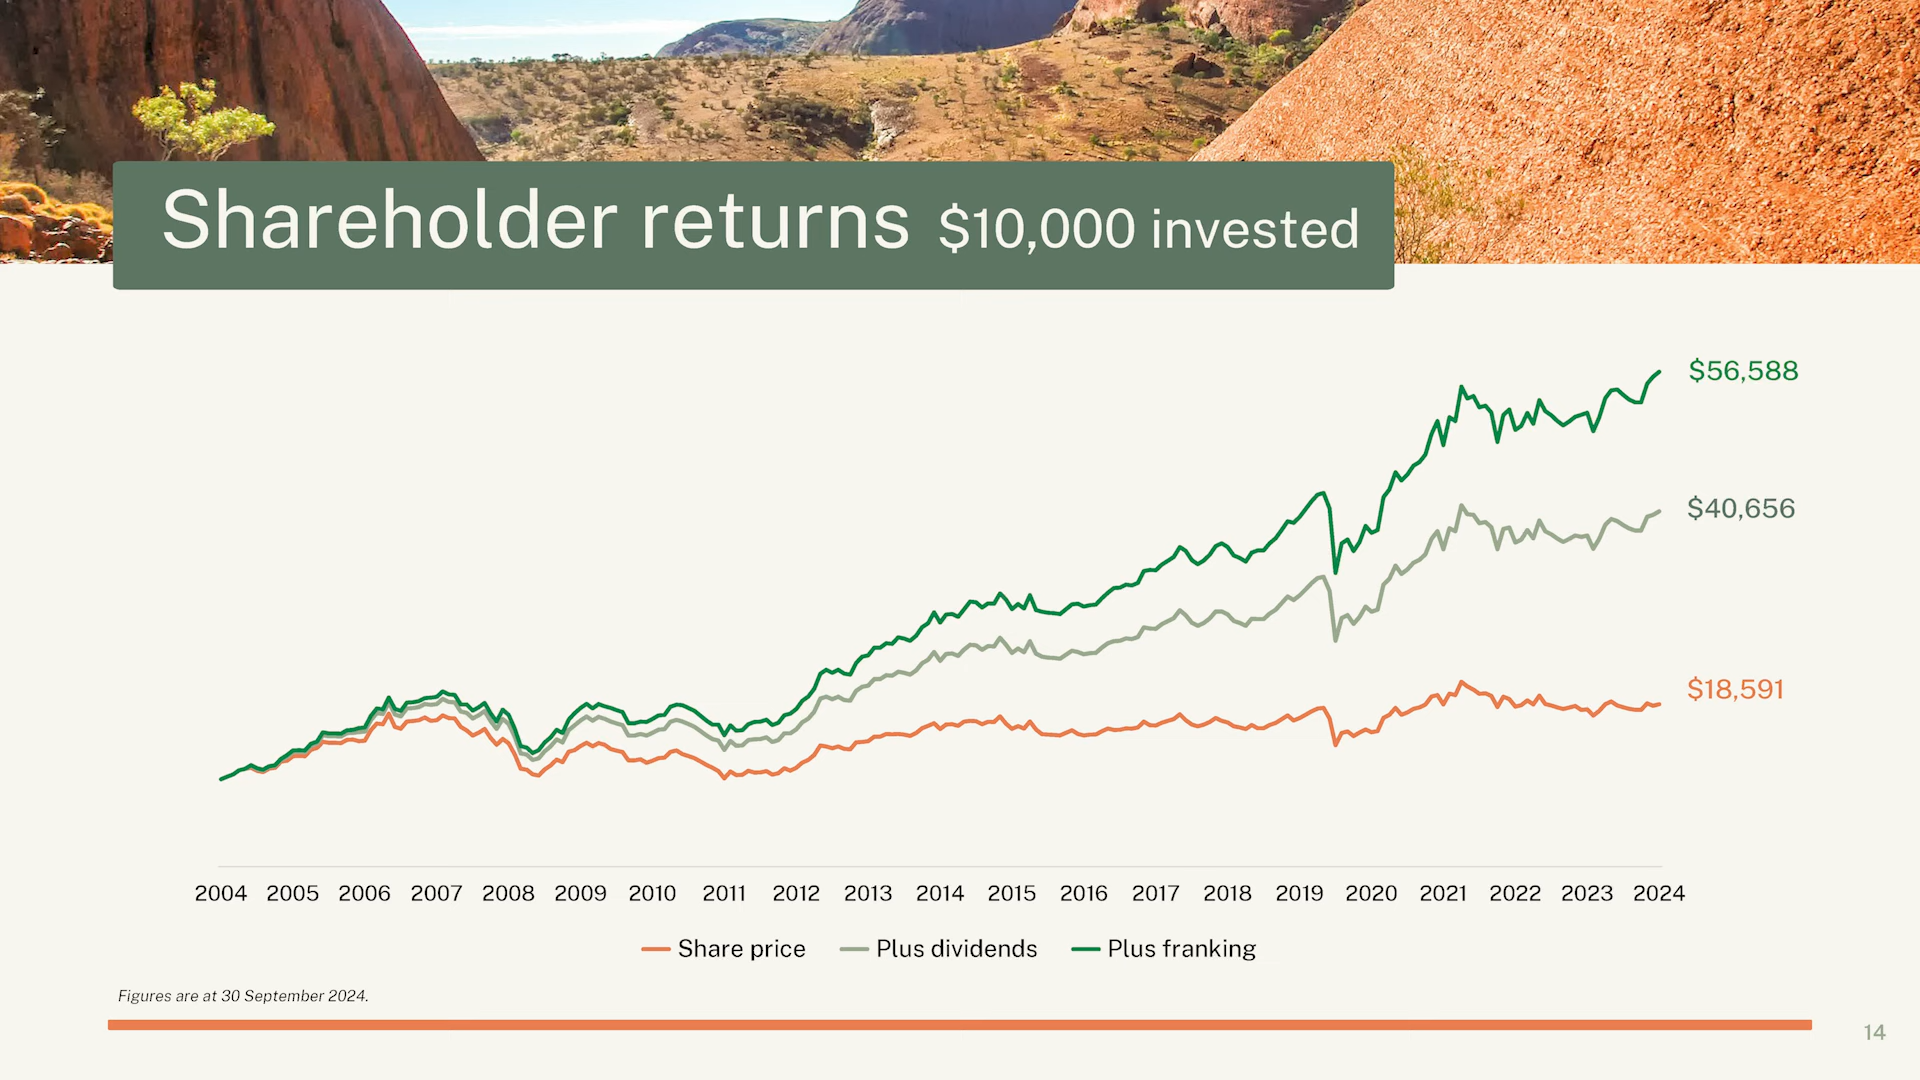 Shareholder returns $10,000 invested
$56,588
$40,656
$18,591
2004 2005 2006 2007 2008 2009 2010 2011 2012 2013 2014 2015 2016 2017 2018 2019 2020 2021 2022 2023 2024
Share price Plus dividends Plus franking
Figures are at 30 September 2024.
14